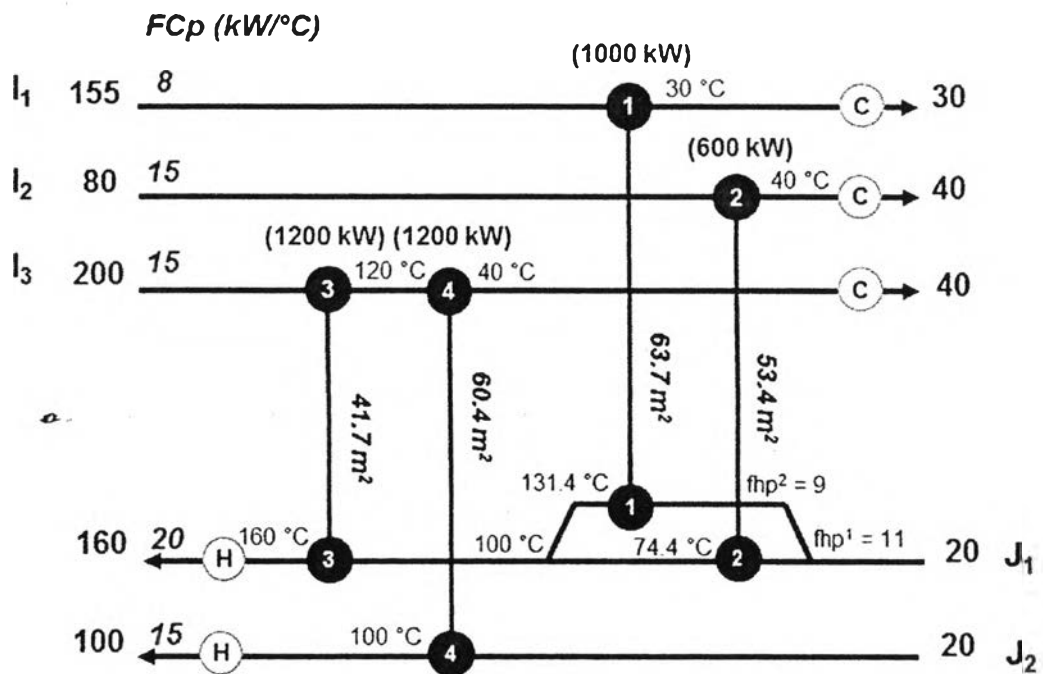 FCp (kW/°C)
(1000 kW)
I₁ 155 8 1 30 °C C 30
(600 kW)
I₂ 80 15 2 40 °C C 40
(1200 kW) (1200 kW)
I₃ 200 15 3 120 °C 4 40 °C C 40
41.7 m²
60.4 m²
63.7 m²
53.4 m²
131.4 °C 1 fhp² = 9
160 20 H 160 °C 3 100 °C 74.4 °C 2 fhp¹ = 11 20 J₁
100 15 H 100 °C 4 20 J₂